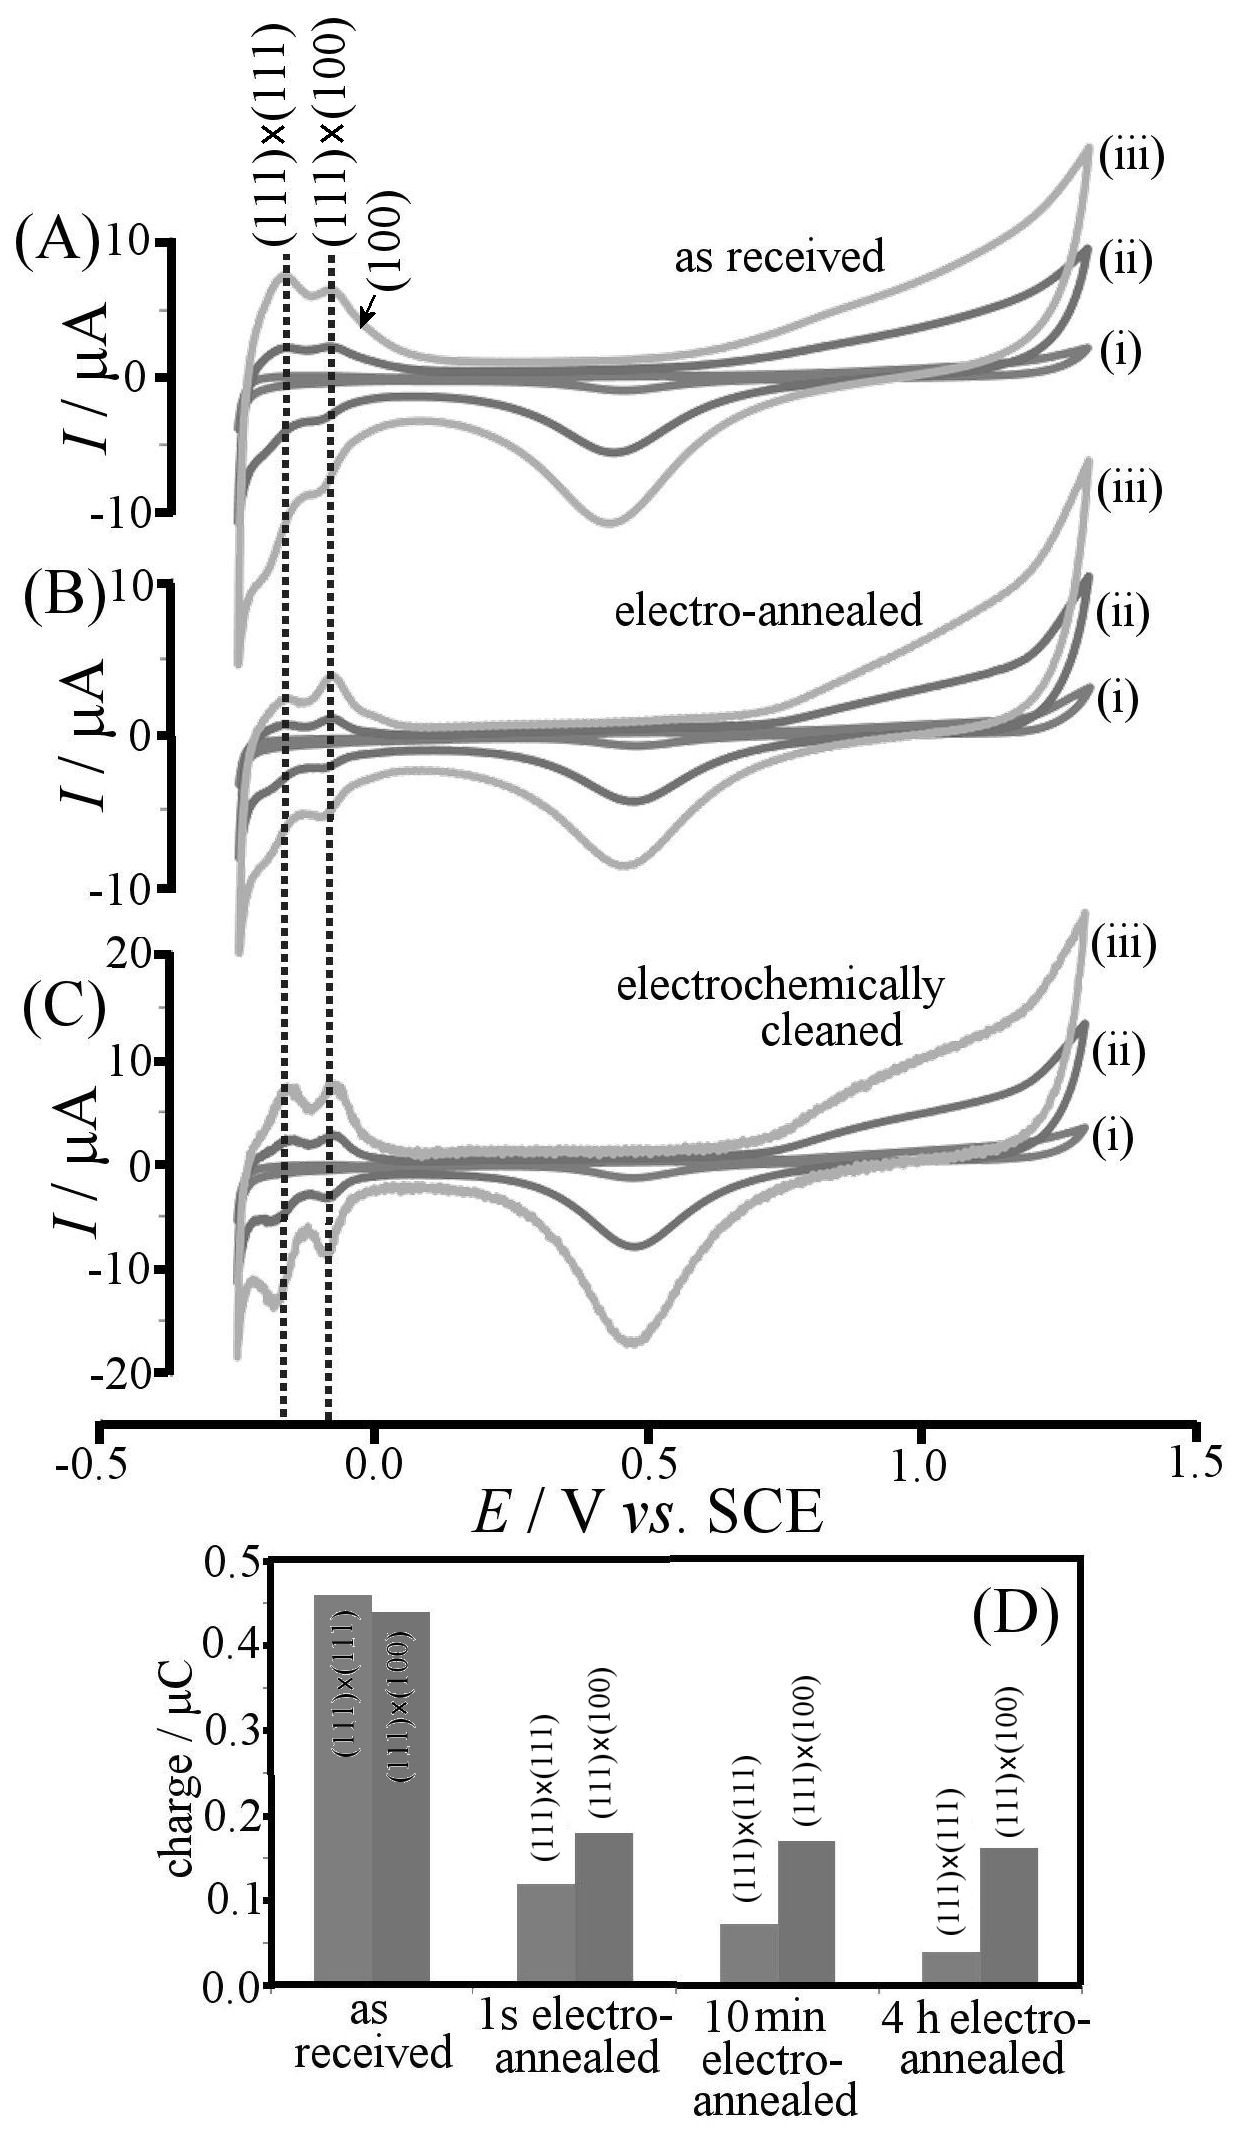 (111)×(111)
(111)×(100)
(100)
(A)
10
0
-10
I / µA
as received
(iii)
(ii)
(i)
(B)
10
0
-10
I / µA
electro-annealed
(iii)
(ii)
(i)
(C)
20
10
0
-10
-20
I / µA
electrochemically
cleaned
(iii)
(ii)
(i)
-0.5 0.0 0.5 1.0 1.5
E / V vs. SCE
(D)
0.5
0.4
0.3
0.2
0.1
0.0
charge / µC
(111)×(111)
(111)×(100)
(111)×(111)
(111)×(100)
(111)×(111)
(111)×(100)
(111)×(111)
(111)×(100)
as
received
1s electro-
annealed
10 min
electro-
annealed
4 h electro-
annealed